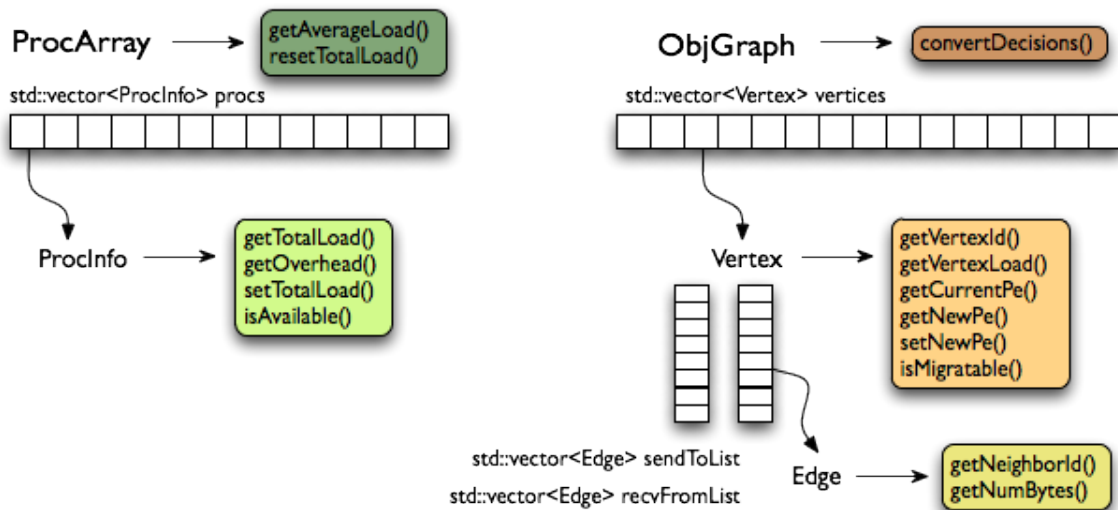 ProcArray
getAverageLoad()
resetTotalLoad()
std::vector<ProcInfo> procs
ProcInfo
getTotalLoad()
getOverhead()
setTotalLoad()
isAvailable()
ObjGraph
convertDecisions()
std::vector<Vertex> vertices
Vertex
getVertexId()
getVertexLoad()
getCurrentPe()
getNewPe()
setNewPe()
isMigratable()
std::vector<Edge> sendToList
std::vector<Edge> recvFromList
Edge
getNeighborId()
getNumBytes()